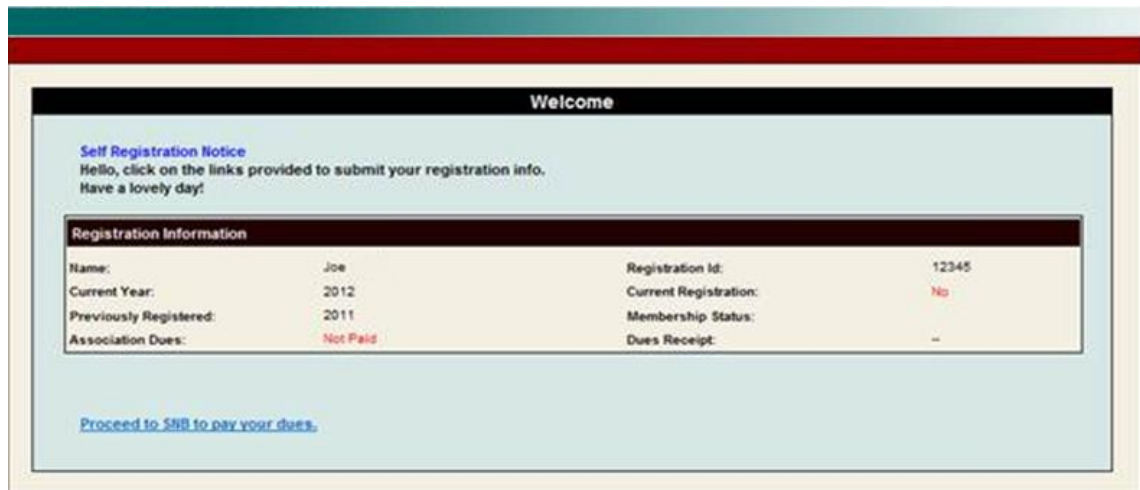 Welcome
Self Registration Notice
Hello, click on the links provided to submit your registration info.
Have a lovely day!
Registration Information
Name: Joe Registration Id: 12345
Current Year: 2012 Current Registration: No
Previously Registered: 2011 Membership Status:
Association Dues: Not Paid Dues Receipt: --
Proceed to SNB to pay your dues.